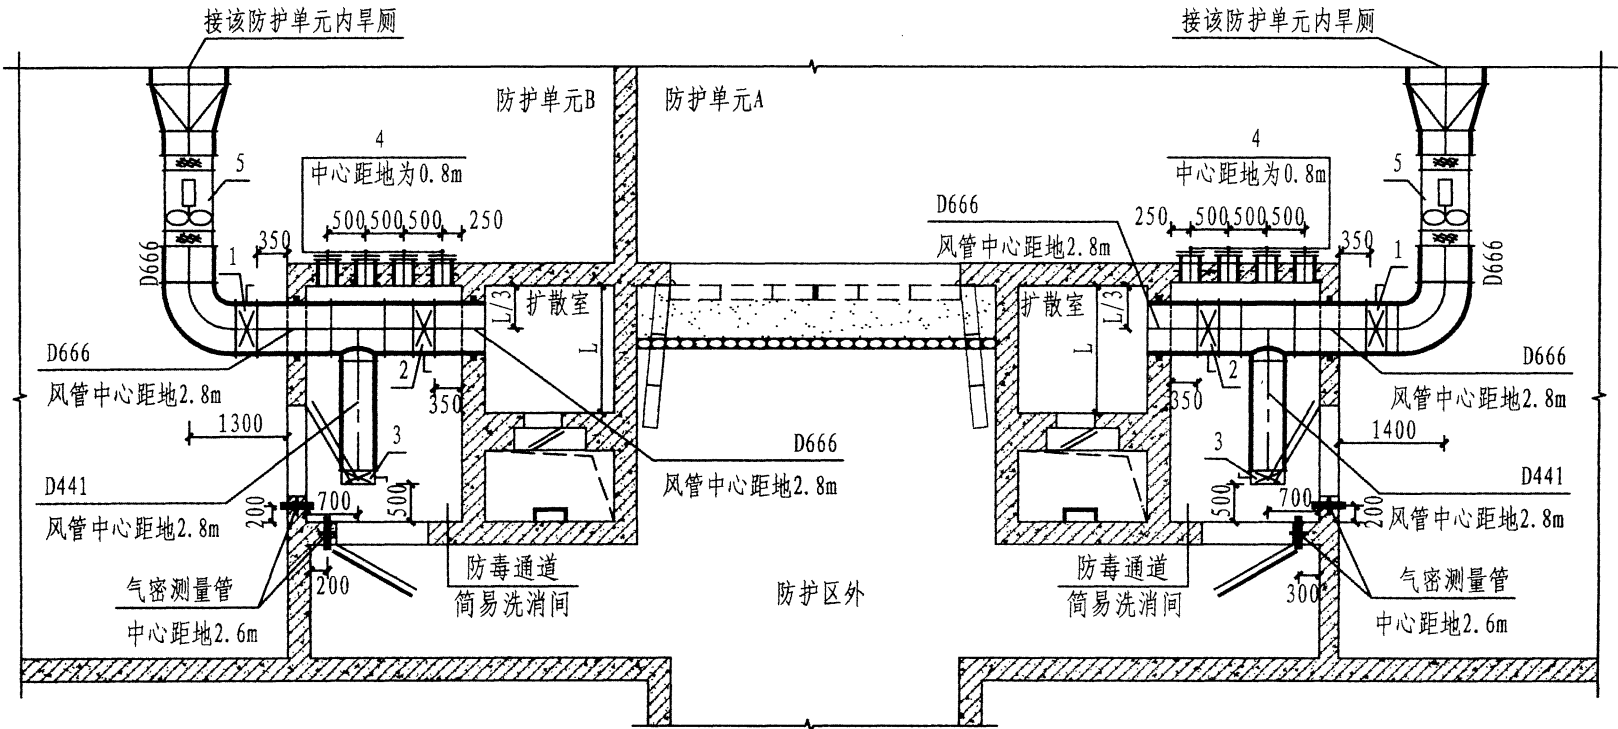 接该防护单元内旱厕
接该防护单元内旱厕
防护单元B
防护单元A
4
中心距地为0.8m
4
中心距地为0.8m
5
5
500 500 500 250
250 500 500 500
D666
风管中心距地2.8m
350
350
D666
D666
1
1
L/3
扩散室
L/3
扩散室
L
L
D666
风管中心距地2.8m
2
2
D666
风管中心距地2.8m
350
350
1300
1400
3
3
D666
风管中心距地2.8m
D441
风管中心距地2.8m
D441
风管中心距地2.8m
200
700
500
500
700
200
200
300
防毒通道
简易洗消间
防毒通道
简易洗消间
防护区外
气密测量管
中心距地2.6m
气密测量管
中心距地2.6m